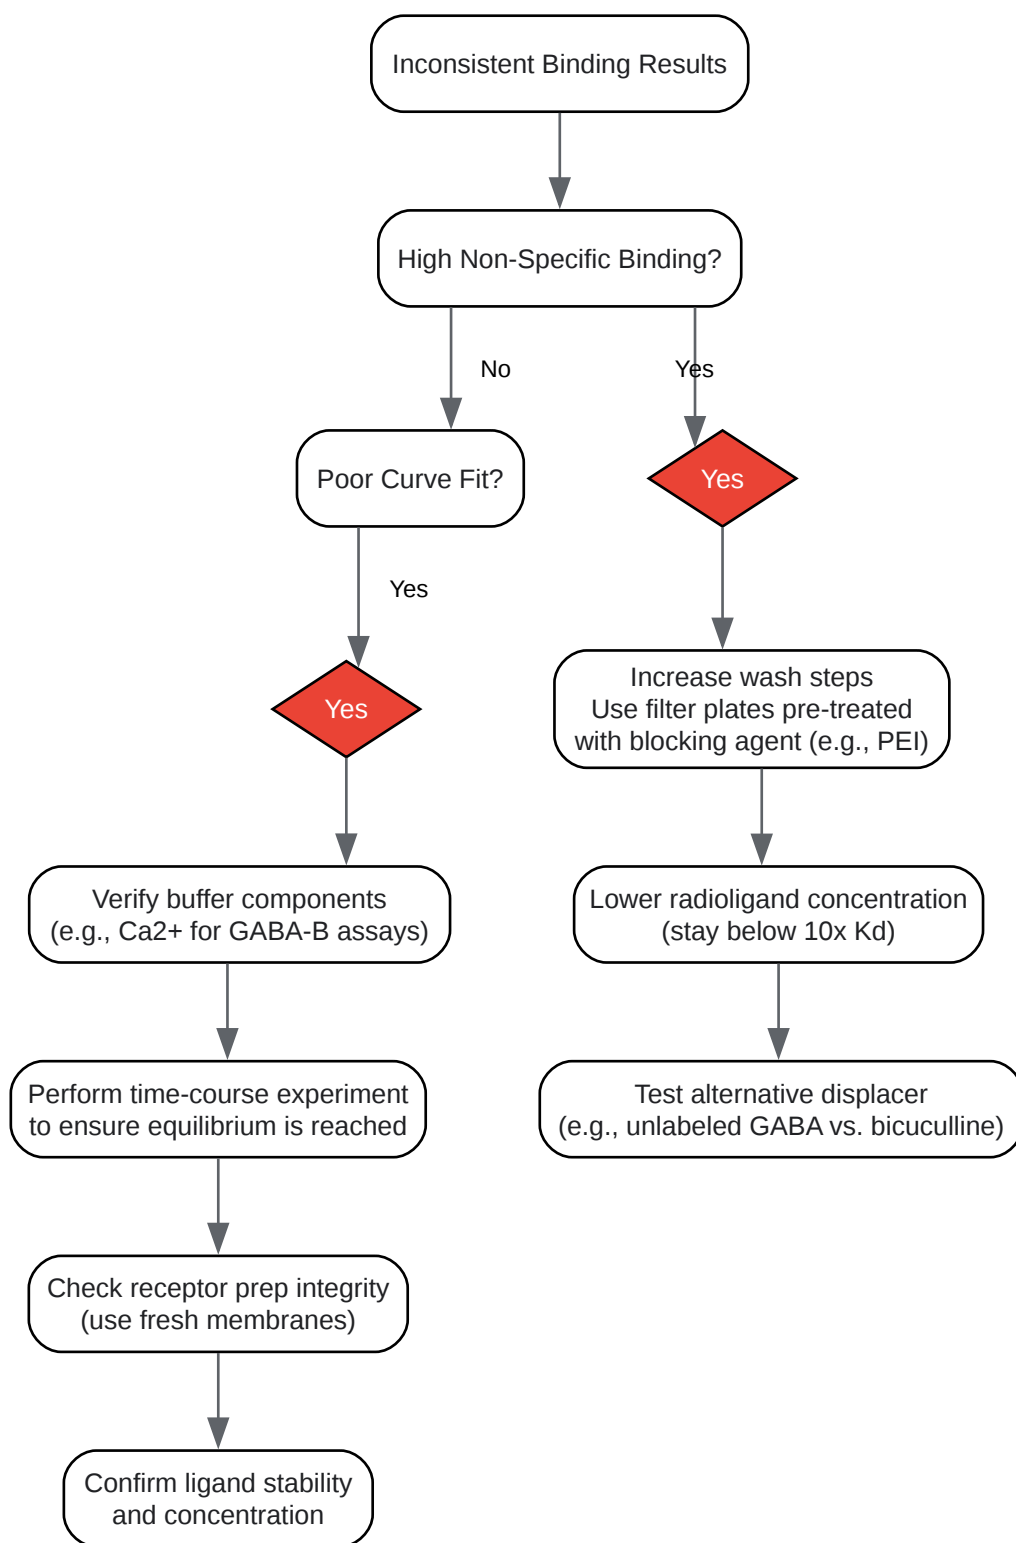 Inconsistent Binding Results
High Non-Specific Binding?
No
Yes
Poor Curve Fit?
Yes
Yes
Yes
Increase wash steps
Use filter plates pre-treated
with blocking agent (e.g., PEI)
Verify buffer components
(e.g., Ca2+ for GABA-B assays)
Lower radioligand concentration
(stay below 10x Kd)
Perform time-course experiment
to ensure equilibrium is reached
Test alternative displacer
(e.g., unlabeled GABA vs. bicuculline)
Check receptor prep integrity
(use fresh membranes)
Confirm ligand stability
and concentration